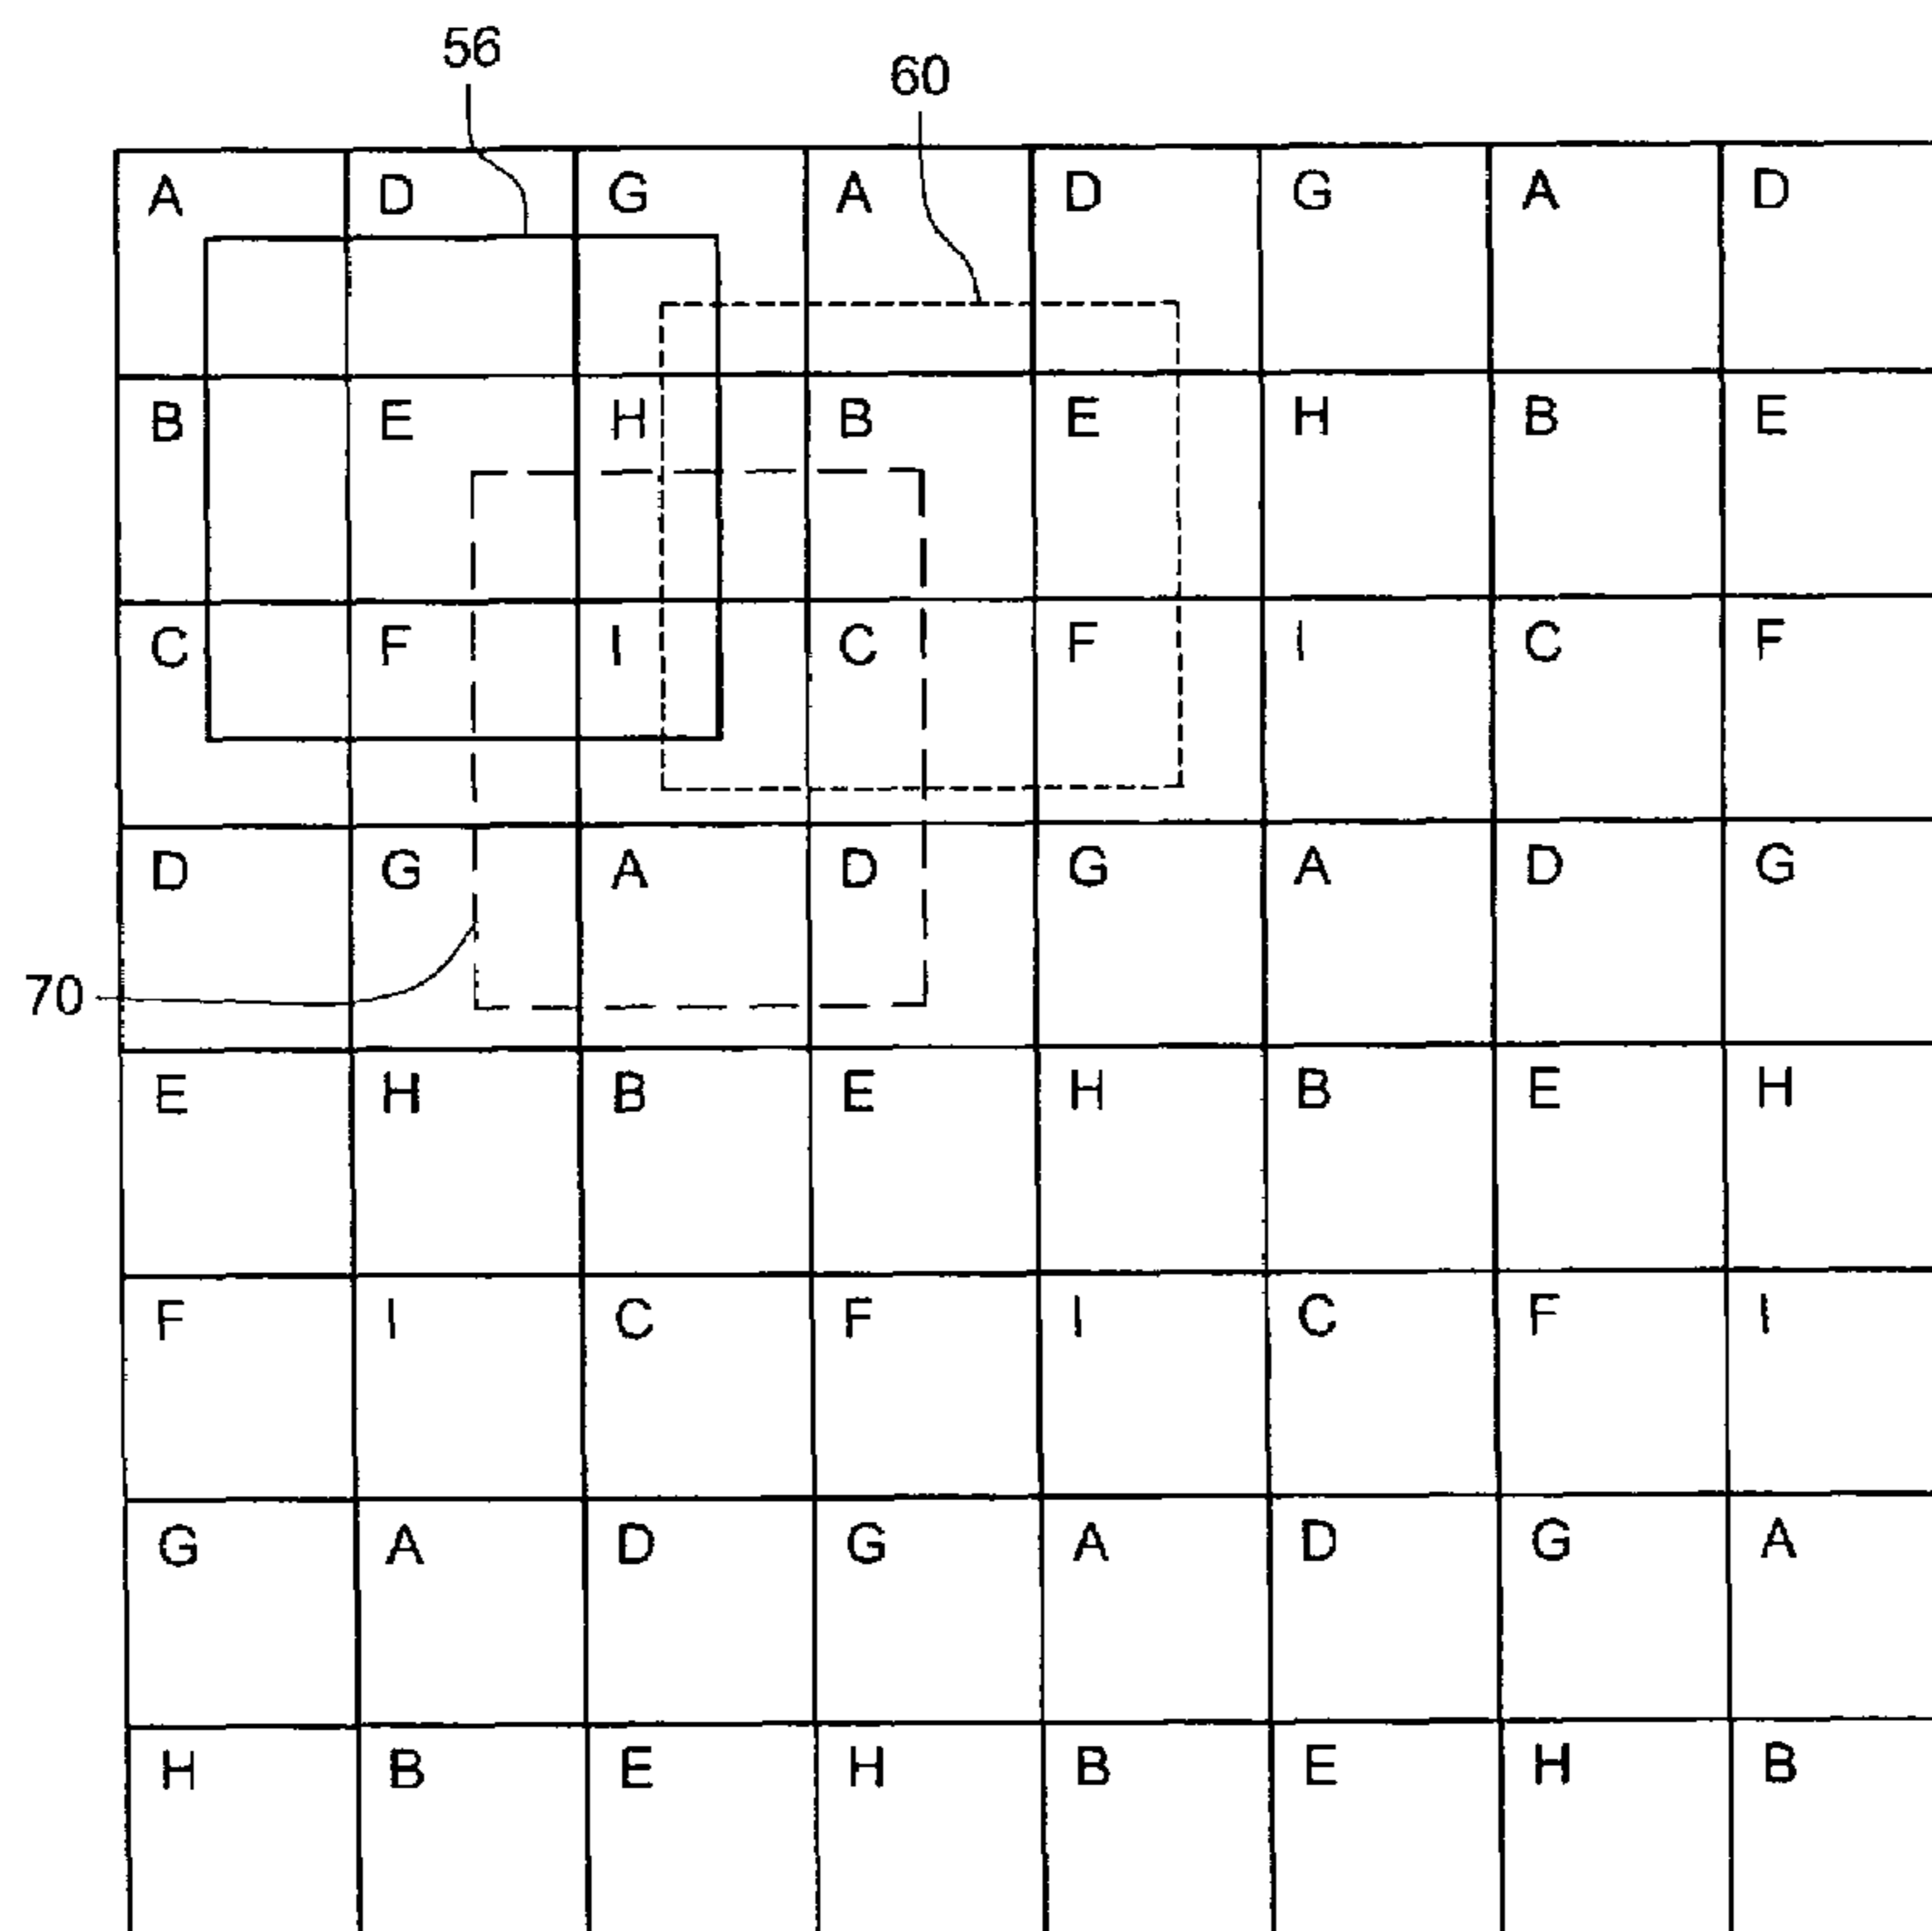 56
60
A D G A D G A D
B E H B E H B E
C F I C F I C F
D G A D G A D G
70
E H B E H B E H
F I C F I C F I
G A D G A D G A
H B E H B E H B